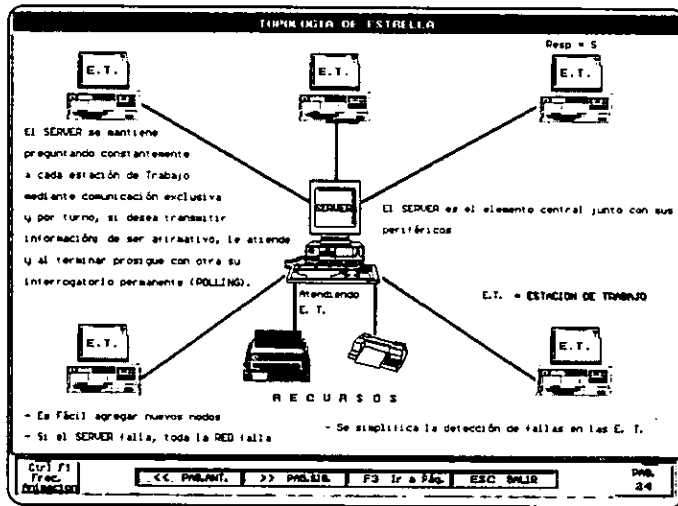 TOPOLOGIA DE ESTRELLA
Resp = S
E.T.
E.T.
E.T.
El SERVER se mantiene
preguntando constantemente
a cada estación de Trabajo
mediante comunicación exclusiva
y por turno, si desea transmitir
información; de ser afirmativo, le atiende
y al terminar prosigue con otra su
interrogatorio permanente (POLLING).
SERVER
El SERVER es el elemento central junto con sus
periféricos
Atendiendo
E. T.
E.T. = ESTACION DE TRABAJO
E.T.
E.T.
R E C U R S O S
- Es Fácil agregar nuevos nodos
- Si el SERVER falla, toda la RED falla
- Se simplifica la detección de fallas en las E. T.
Ctrl F1
Frec.
Animacion
<< PAG.ANT.
>> PAG.SIG.
F3 Ir a Pág.
ESC SALIR
PAG.
24